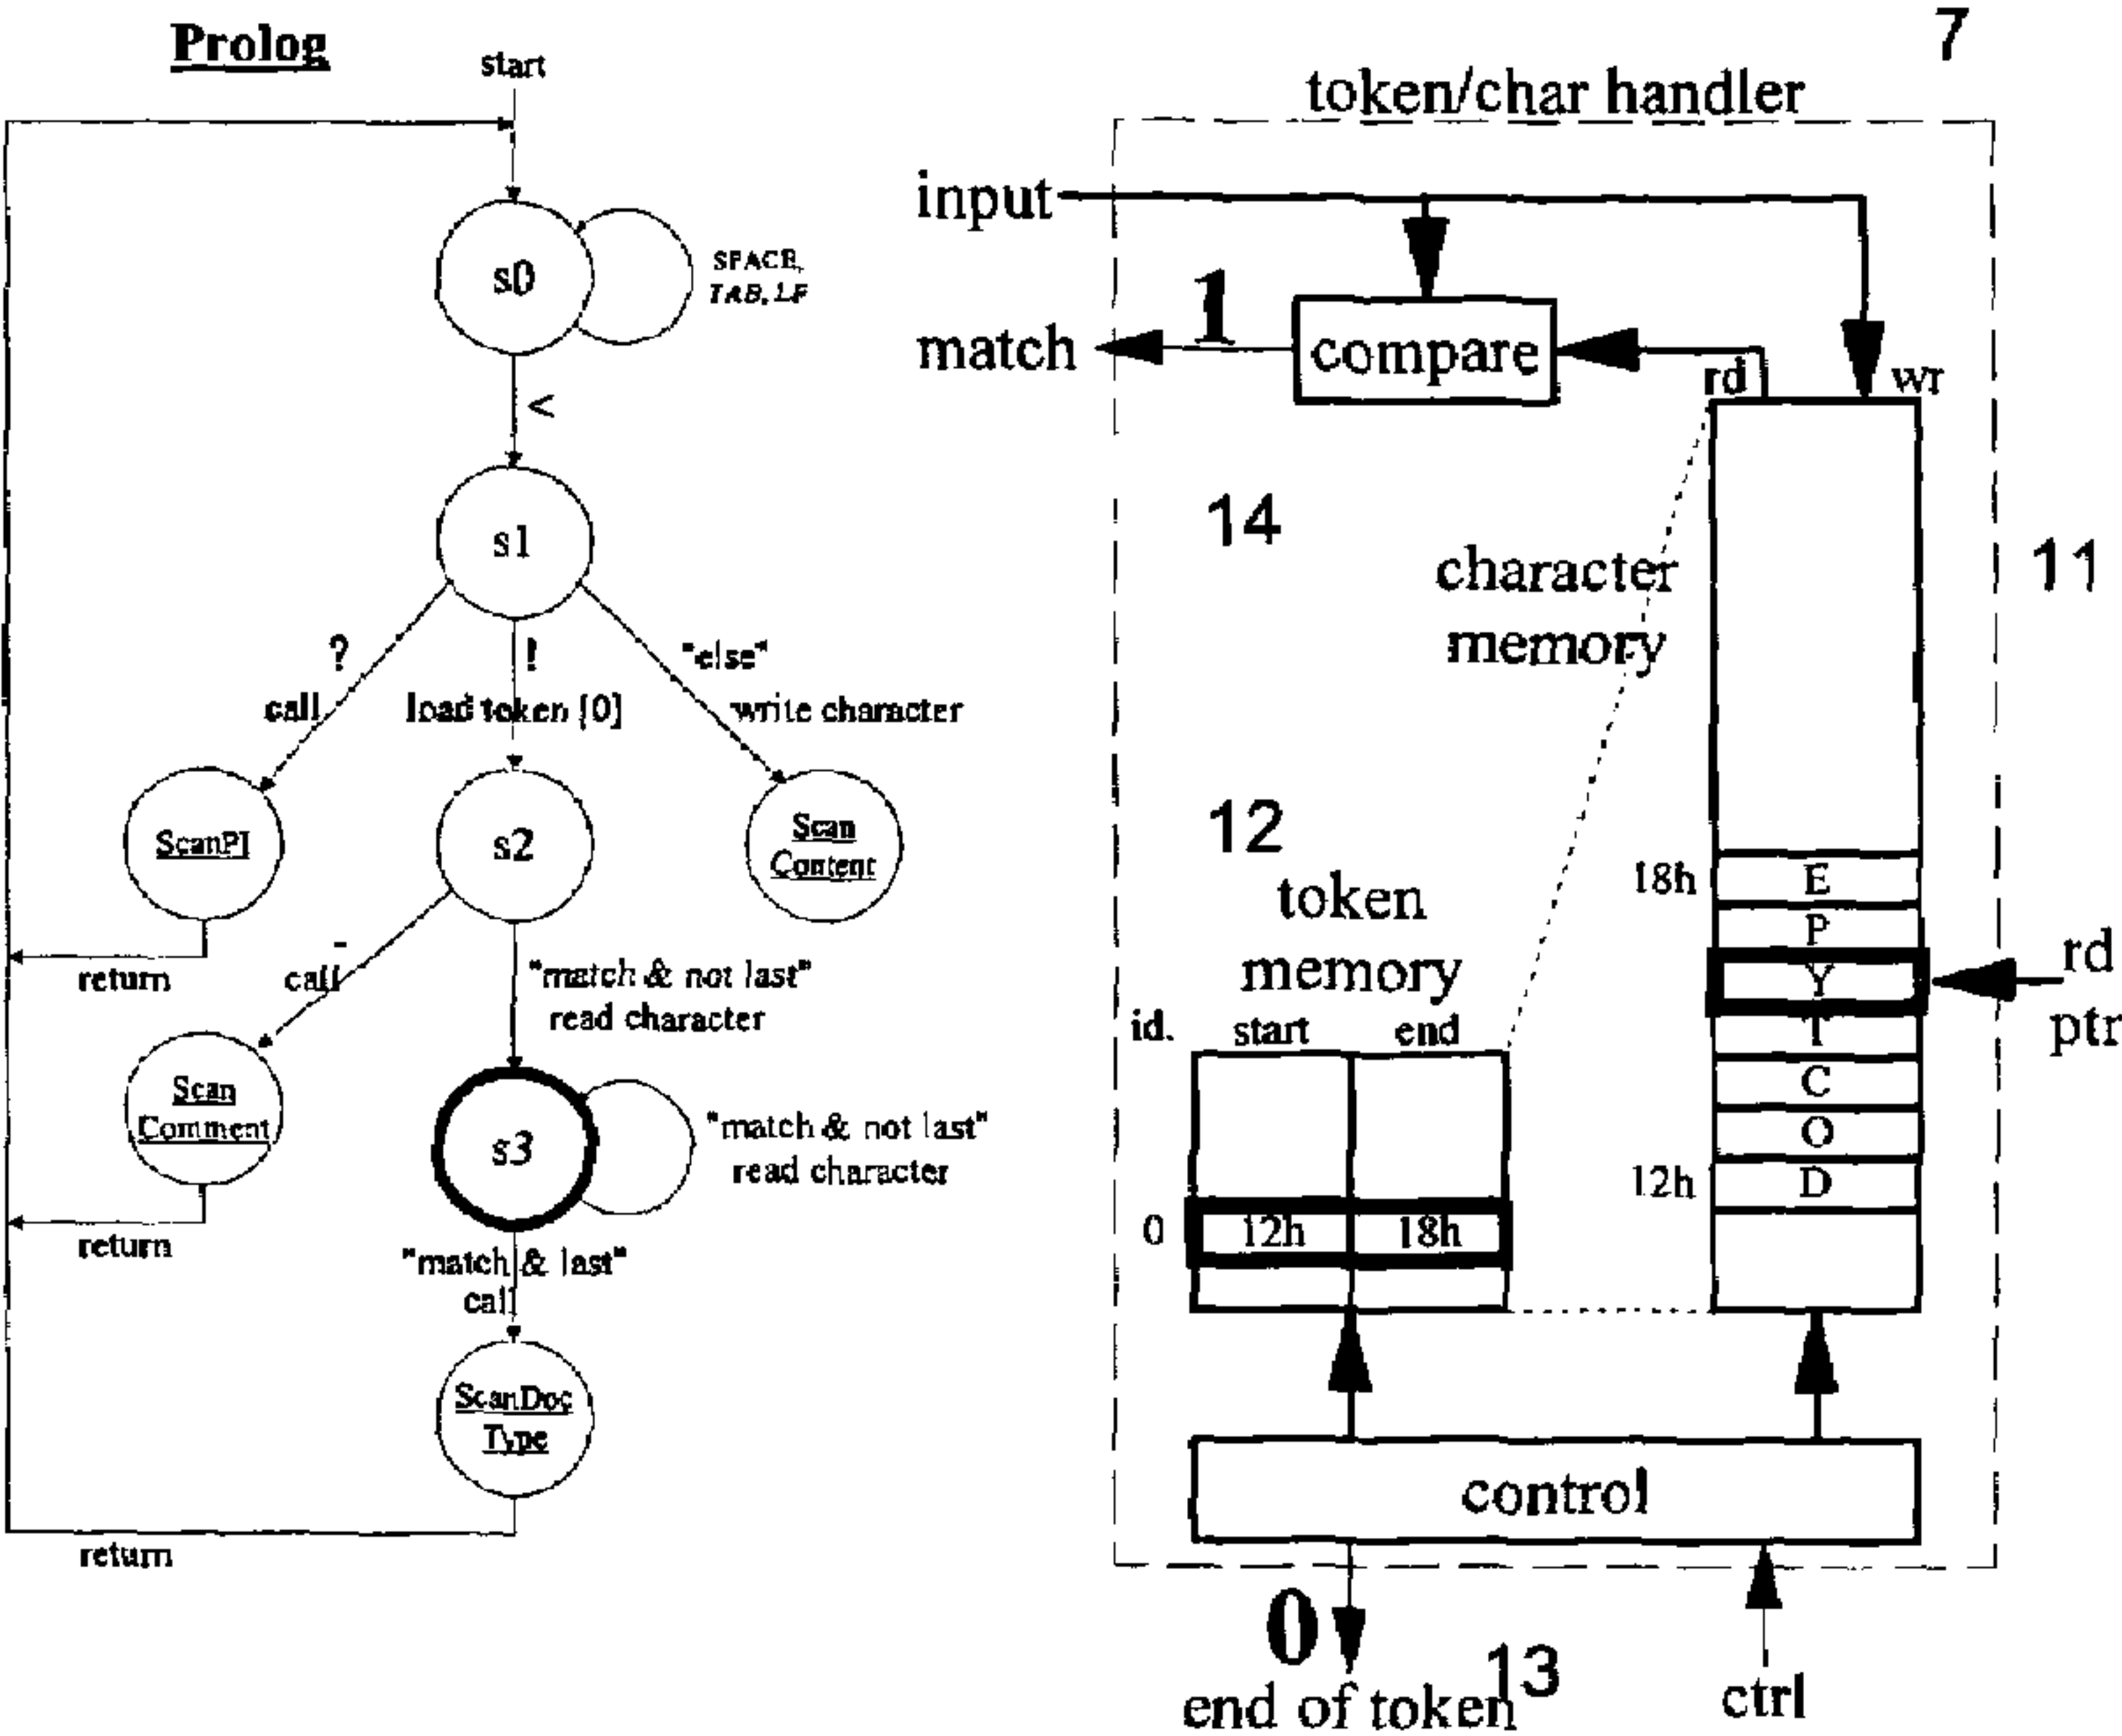 Prolog
start
s0
SPACE,
TAB, LF
<
s1
?
call
!
load token [0]
"else"
write character
ScanPI
return
s2
Scan
Content
-
call
"match & not last"
read character
Scan
Comment
return
s3
"match & not last"
read character
"match & last"
call
ScanDoc
Type
return
7
token/char handler
input
1
match
compare
rd
wr
14
character
memory
11
12
token
memory
id.
start
end
0
12h
18h
18h
E
P
Y
T
C
O
12h
D
rd
ptr
control
0
13
end of token
ctrl